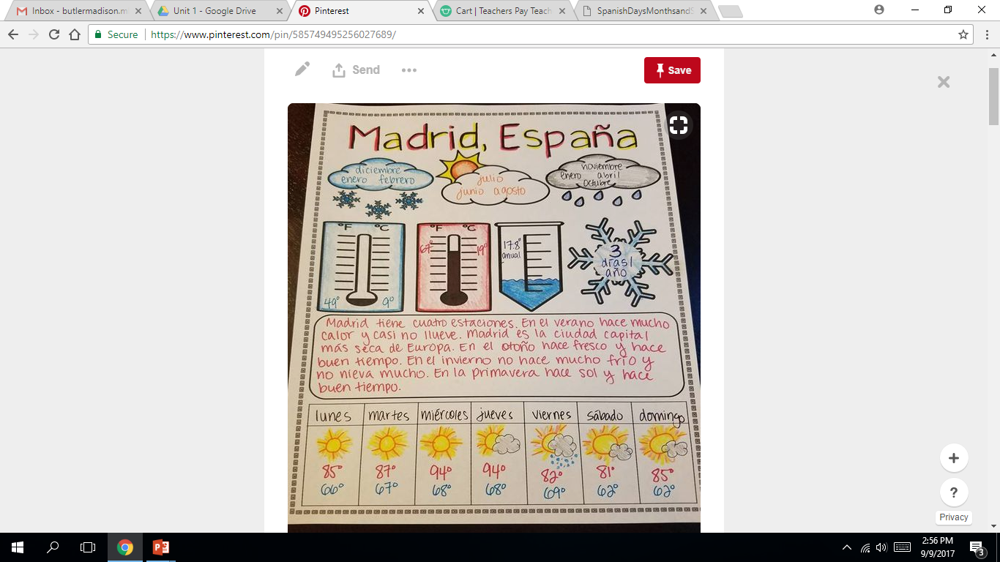 Inbox - butlermadison.m
Unit 1 - Google Drive
Pinterest
Cart | Teachers Pay Teach
SpanishDaysMonthsandS
Secure
https://www.pinterest.com/pin/585749495256027689/
Send
Save
Madrid, España
diciembre
enero febrero
julio
junio agosto
noviembre
enero abril
octubre
°F °C
49° 9°
°F °C
67° 19°
17.8"
anual
3
días/
año
Madrid tiene cuatro estaciones. En el verano hace mucho
calor y casi no llueve. Madrid es la ciudad capital
más seca de Europa. En el otoño hace fresco y hace
buen tiempo. En el invierno no hace mucho frío y
no nieva mucho. En la primavera hace sol y hace
buen tiempo.
lunes martes miércoles jueves viernes sábado domingo
85° 87° 94° 94° 82° 81° 85°
66° 67° 68° 68° 69° 62° 62°
?
Privacy
2:56 PM
9/9/2017
3